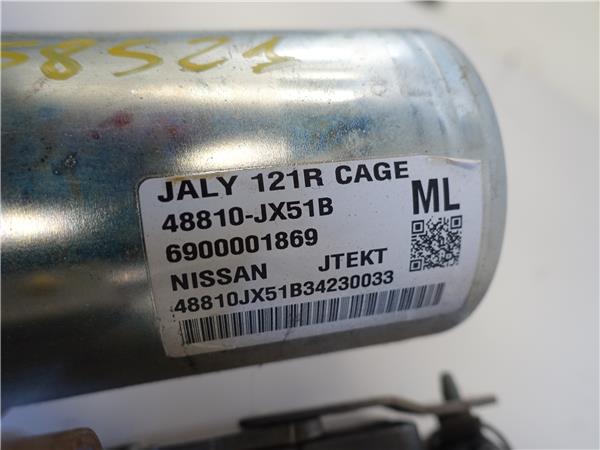 58521
JALY 121R CAGE
48810-JX51B
ML
6900001869
NISSAN JTEKT
48810JX51B34230033